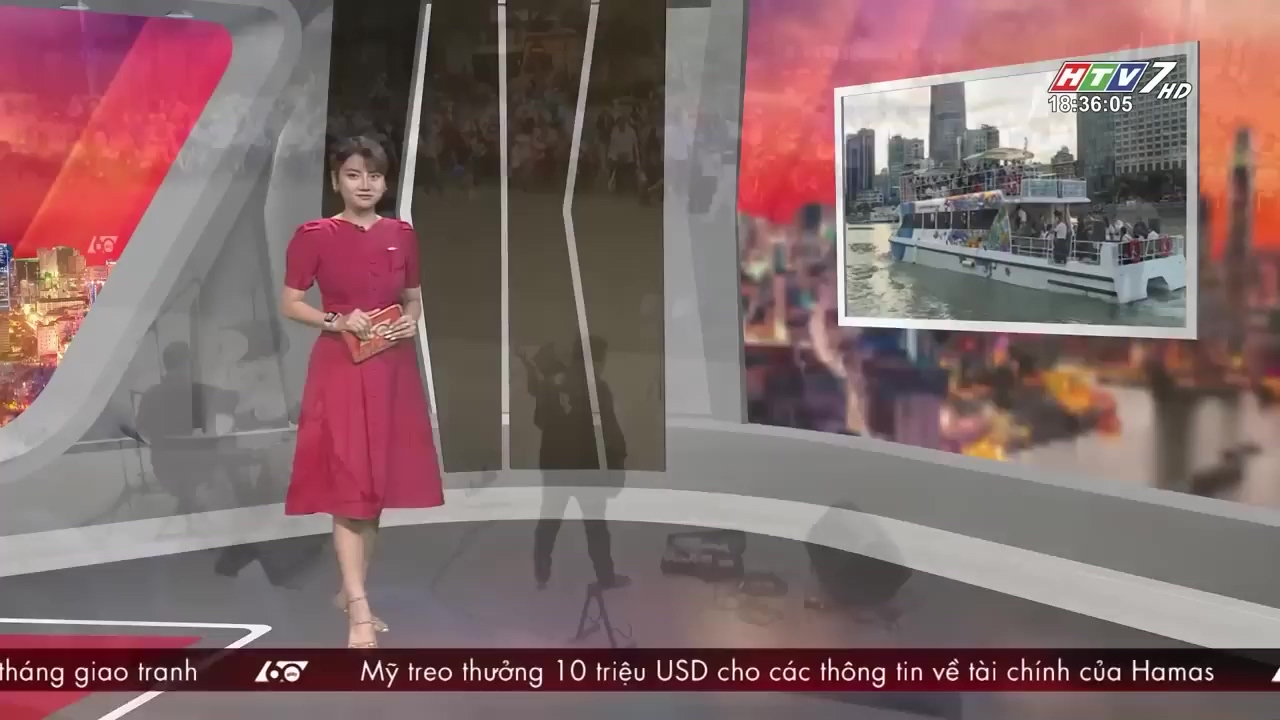 HTV7
HD
18:36:05
tháng giao tranh
60
Mỹ treo thưởng 10 triệu USD cho các thông tin về tài chính của Hamas